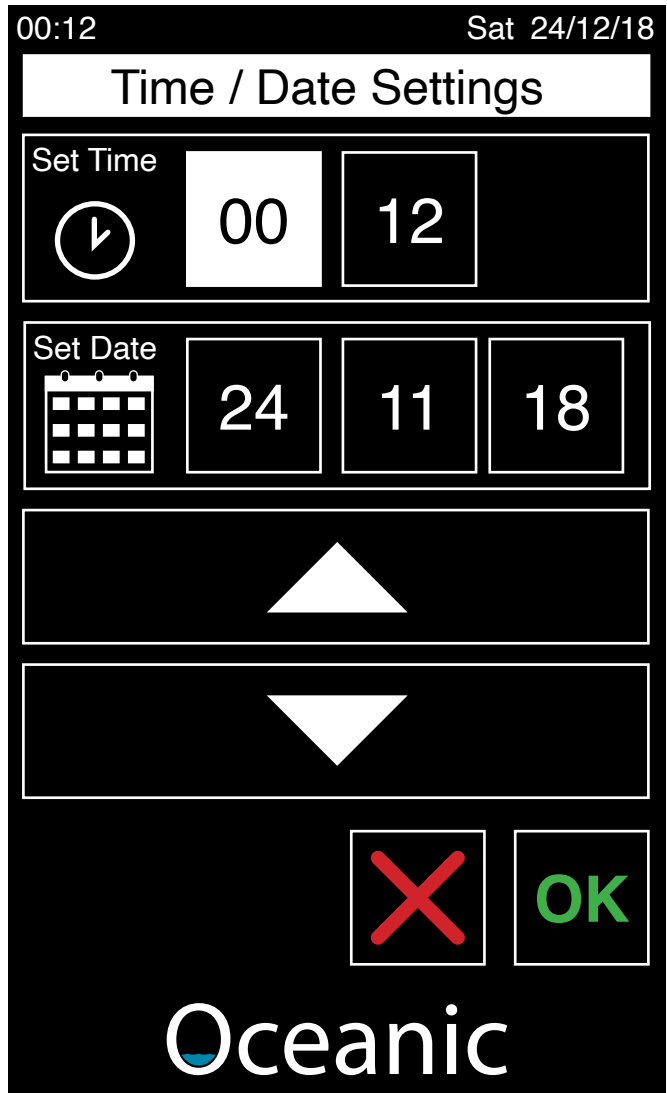 00:12 Sat 24/12/18
Time / Date Settings
Set Time
00 12
Set Date
24 11 18
OK
Oceanic